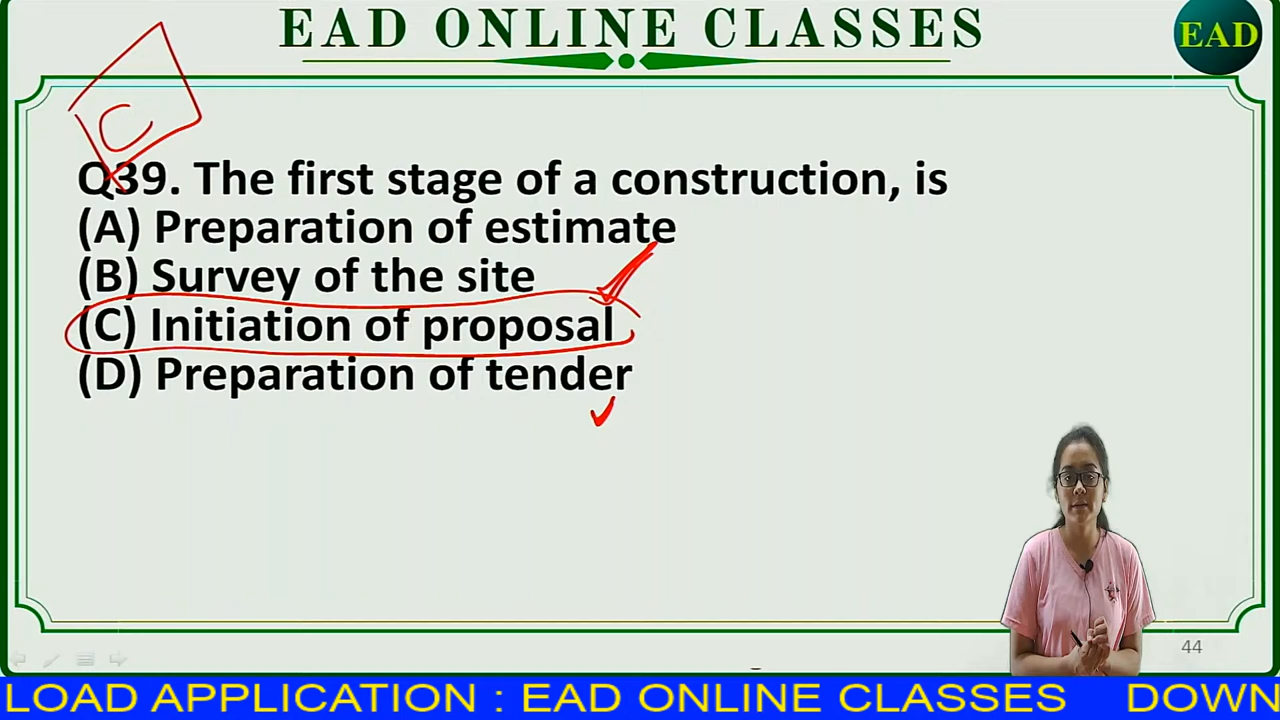 EAD ONLINE CLASSES
EAD
C
Q39. The first stage of a construction, is
(A) Preparation of estimate
(B) Survey of the site
(C) Initiation of proposal
(D) Preparation of tender
44
LOAD APPLICATION : EAD ONLINE CLASSES DOWN